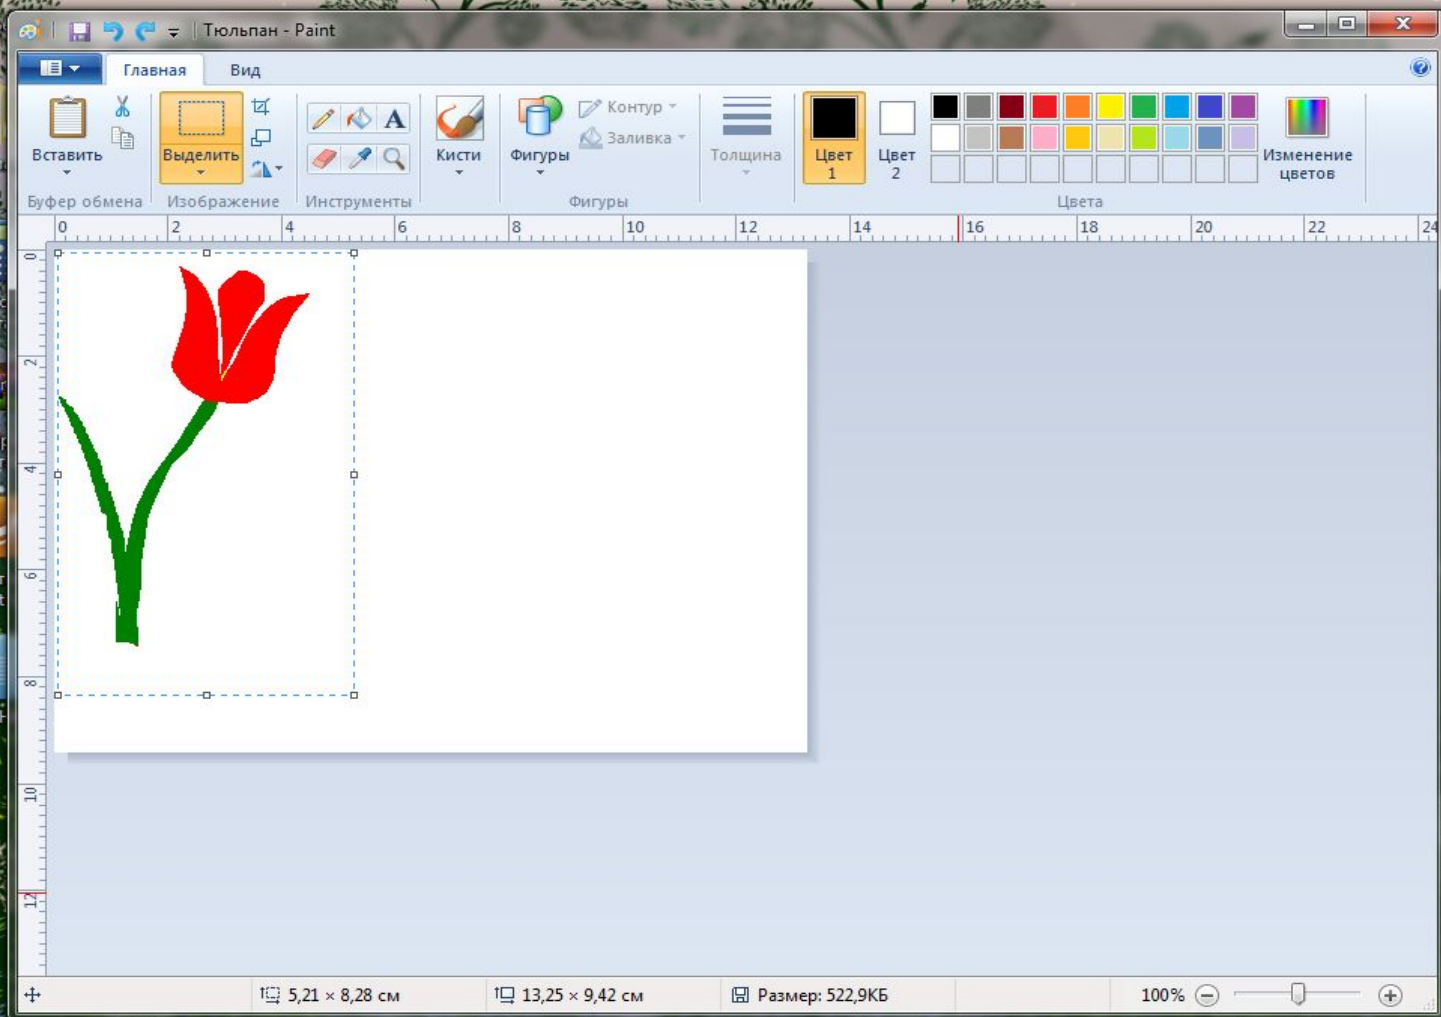 Тюльпан - Paint
Главная Вид
Контур
Заливка
Вставить Выделить A Кисти Фигуры Толщина Цвет 1 Цвет 2 Изменение цветов
Буфер обмена Изображение Инструменты Фигуры Цвета
0 2 4 6 8 10 12 14 16 18 20 22 24
0
2
4
6
8
10
12
5,21 × 8,28 см 13,25 × 9,42 см Размер: 522,9КБ 100%